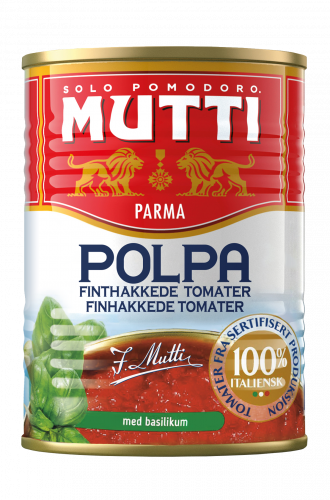 SOLO POMODORO.
MUTTI
PARMA
POLPA
FINTHAKKEDE TOMATER
FINHAKKEDE TOMATER
TOMATER FRA SERTIFISERT PRODUKSJON
100%
ITALIENSK
F. Mutti
med basilikum